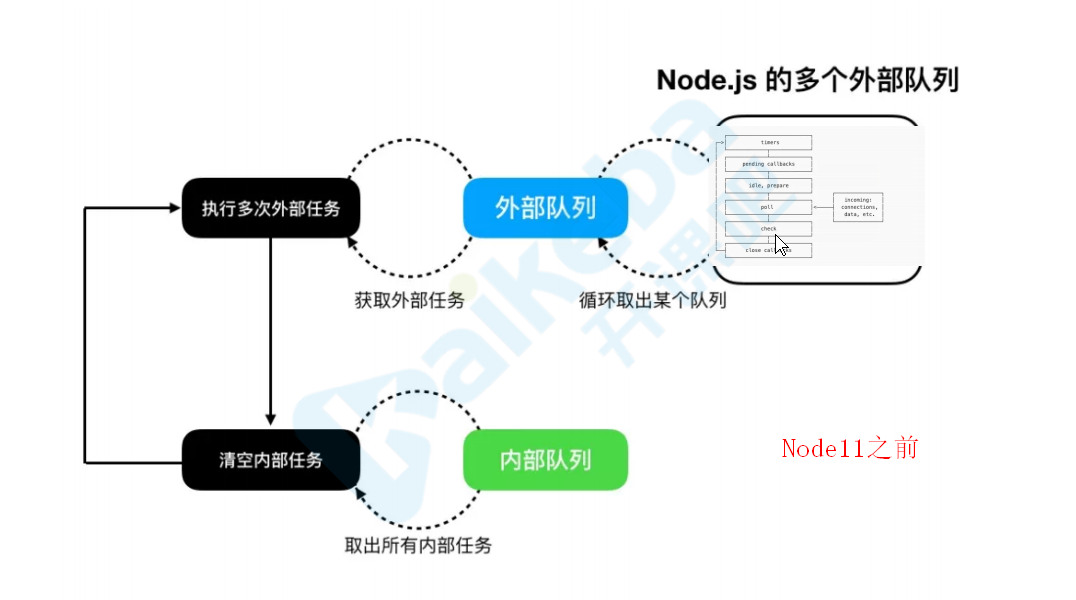 Node.js 的多个外部队列
timers
pending callbacks
idle, prepare
poll
incoming:
connections,
data, etc.
check
close
执行多次外部任务
外部队列
获取外部任务
循环取出某个队列
kaikeba
开课吧
清空内部任务
内部队列
Node11之前
取出所有内部任务